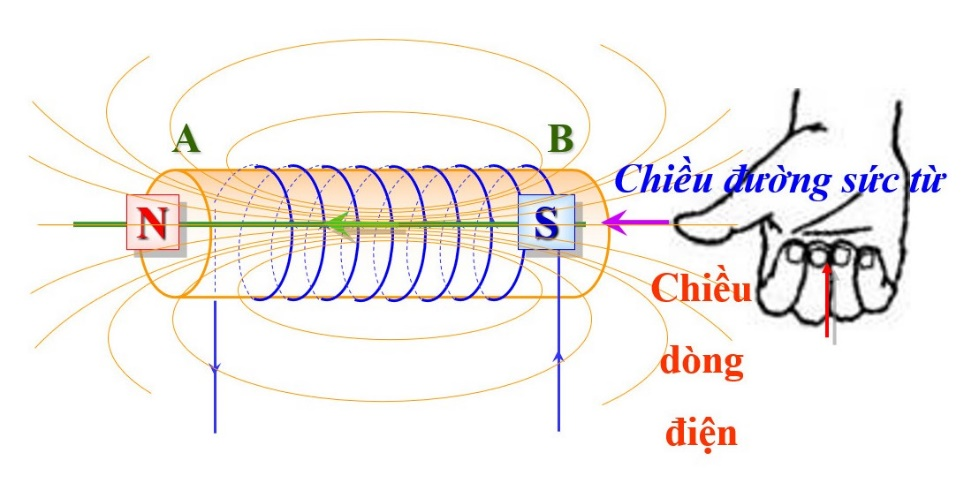 A
B
N
S
Chiều đường sức từ
Chiều
dòng
điện